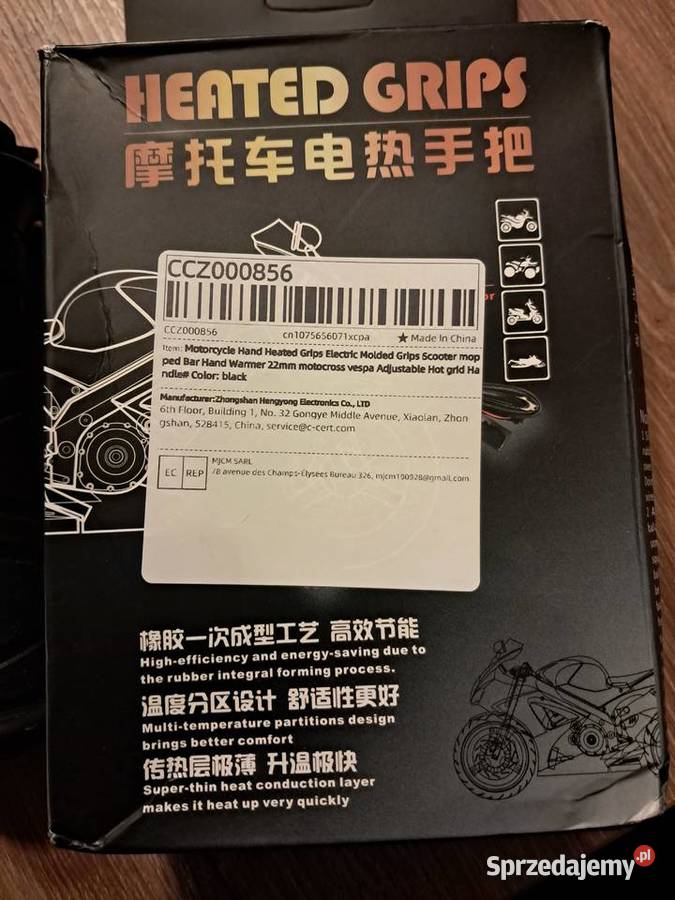 HEATED GRIPS
摩托车电热手把
CCZ000856
CCZ000856 cn1075656071xcpa ★ Made In China
Item: Motorcycle Hand Heated Grips Electric Molded Grips Scooter mop
ped Bar Hand Warmer 22mm motocross vespa Adjustable Hot grid Ha
ndle# Color: black
Manufacturer:Zhongshan Hengyong Electronics Co., LTD
6th Floor, Building 1, No. 32 Gongye Middle Avenue, Xiaolan, Zhon
gshan, 528415, China, service@c-cert.com
EC REP
MJCM SARL
78 avenue des Champs-Elysees Bureau 326, mjcm190928@gmail.com
橡胶一次成型工艺 高效节能
High-efficiency and energy-saving due to
the rubber integral forming process.
温度分区设计 舒适性更好
Multi-temperature partitions design
brings better comfort
传热层极薄 升温极快
Super-thin heat conduction layer
makes it heat up very quickly
Sprzedajemy.pl